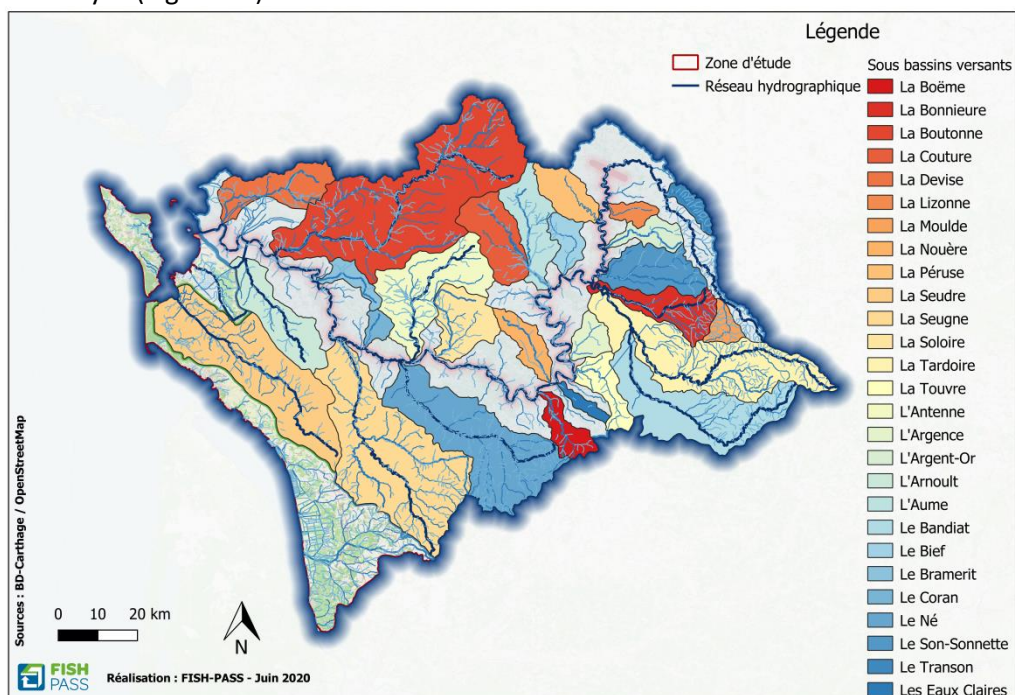 Légende
Zone d'étude
Réseau hydrographique
Sous bassins versants
La Boëme
La Bonnieure
La Boutonne
La Couture
La Devise
La Lizonne
La Moulde
La Nouère
La Péruse
La Seudre
La Seugne
La Soloire
La Tardoire
La Touvre
L'Antenne
L'Argence
L'Argent-Or
L'Arnoult
L'Aume
Le Bandiat
Le Bief
Le Bramerit
Le Coran
Le Né
Le Son-Sonnette
Le Transon
Les Eaux Claires
Sources : BD-Carthage / OpenStreetMap
0 10 20 km
N
FISH
PASS
Réalisation : FISH-PASS - Juin 2020